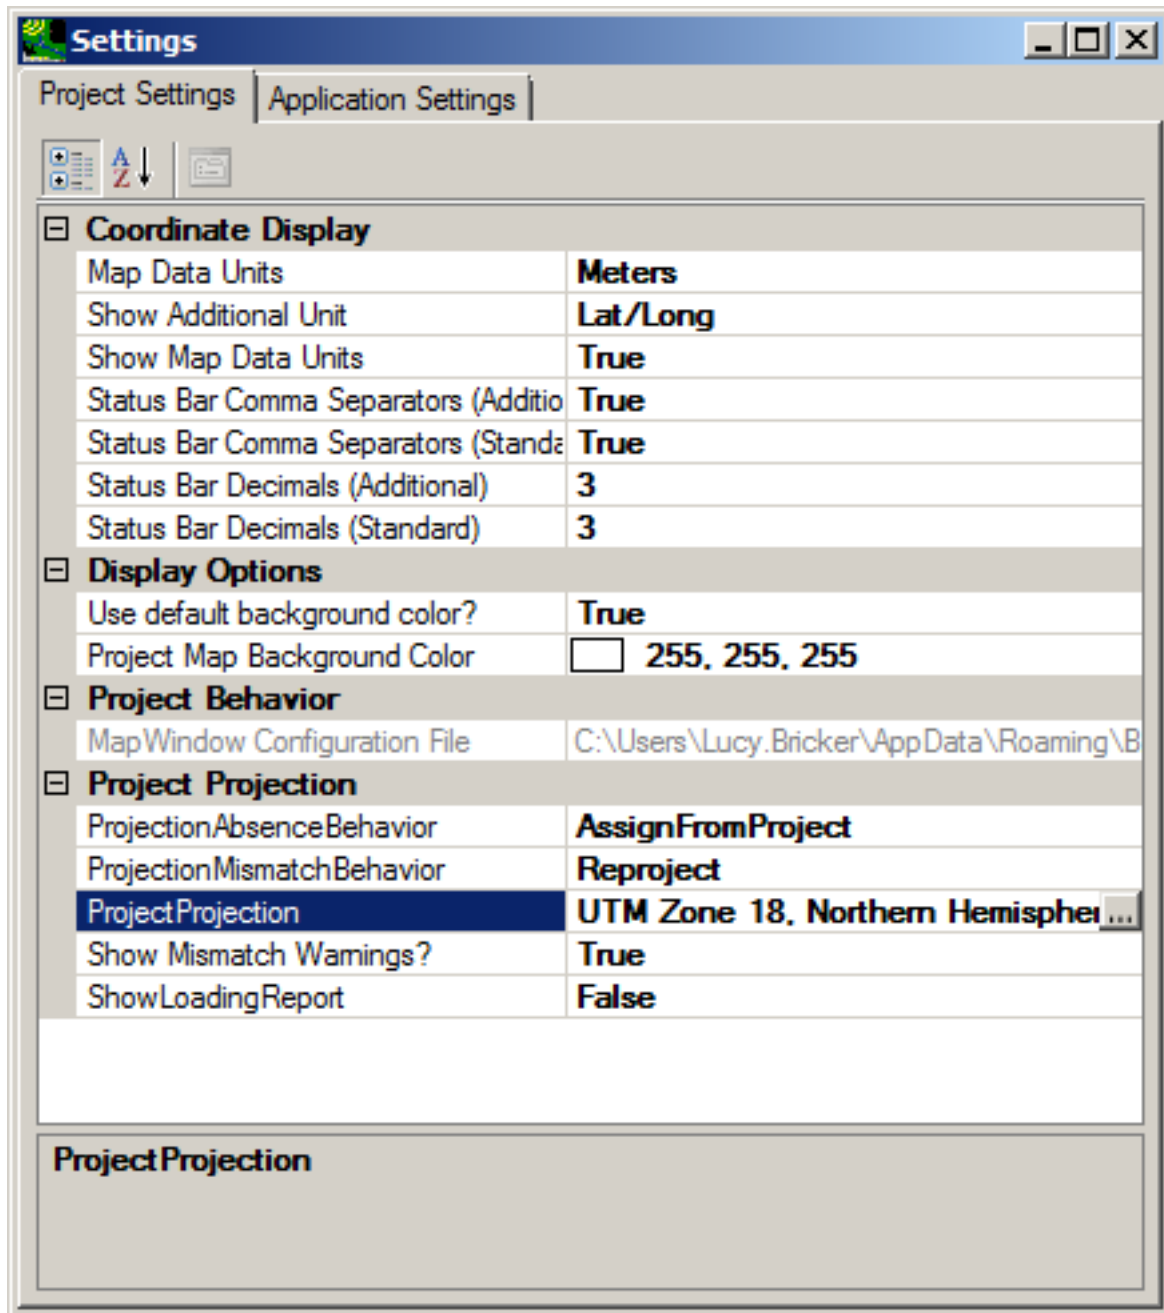 Settings
Project Settings Application Settings
Coordinate Display
Map Data Units Meters
Show Additional Unit Lat/Long
Show Map Data Units True
Status Bar Comma Separators (Additio True
Status Bar Comma Separators (Standa True
Status Bar Decimals (Additional) 3
Status Bar Decimals (Standard) 3
Display Options
Use default background color? True
Project Map Background Color 255, 255, 255
Project Behavior
MapWindow Configuration File C:\Users\Lucy.Bricker\AppData\Roaming\B
Project Projection
ProjectionAbsenceBehavior AssignFromProject
ProjectionMismatchBehavior Reproject
ProjectProjection UTM Zone 18, Northern Hemispher ...
Show Mismatch Warnings? True
ShowLoadingReport False
ProjectProjection